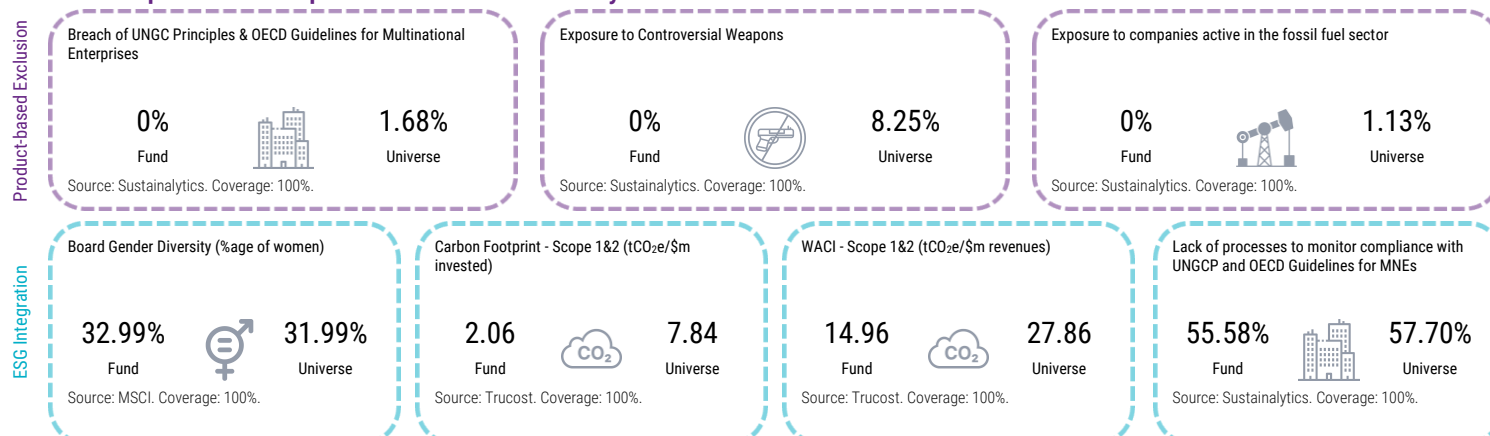 Product-based Exclusion
Breach of UNGC Principles & OECD Guidelines for Multinational
Enterprises
0%
Fund
1.68%
Universe
Source: Sustainalytics. Coverage: 100%.
Exposure to Controversial Weapons
0%
Fund
8.25%
Universe
Source: Sustainalytics. Coverage: 100%.
Exposure to companies active in the fossil fuel sector
0%
Fund
1.13%
Universe
Source: Sustainalytics. Coverage: 100%.
ESG Integration
Board Gender Diversity (%age of women)
32.99%
Fund
31.99%
Universe
Source: MSCI. Coverage: 100%.
Carbon Footprint - Scope 1&2 (tCO₂e/$m
invested)
2.06
Fund
CO₂
7.84
Universe
Source: Trucost. Coverage: 100%.
WACI - Scope 1&2 (tCO₂e/$m revenues)
14.96
Fund
CO₂
27.86
Universe
Source: Trucost. Coverage: 100%.
Lack of processes to monitor compliance with
UNGCP and OECD Guidelines for MNEs
55.58%
Fund
57.70%
Universe
Source: Sustainalytics. Coverage: 100%.